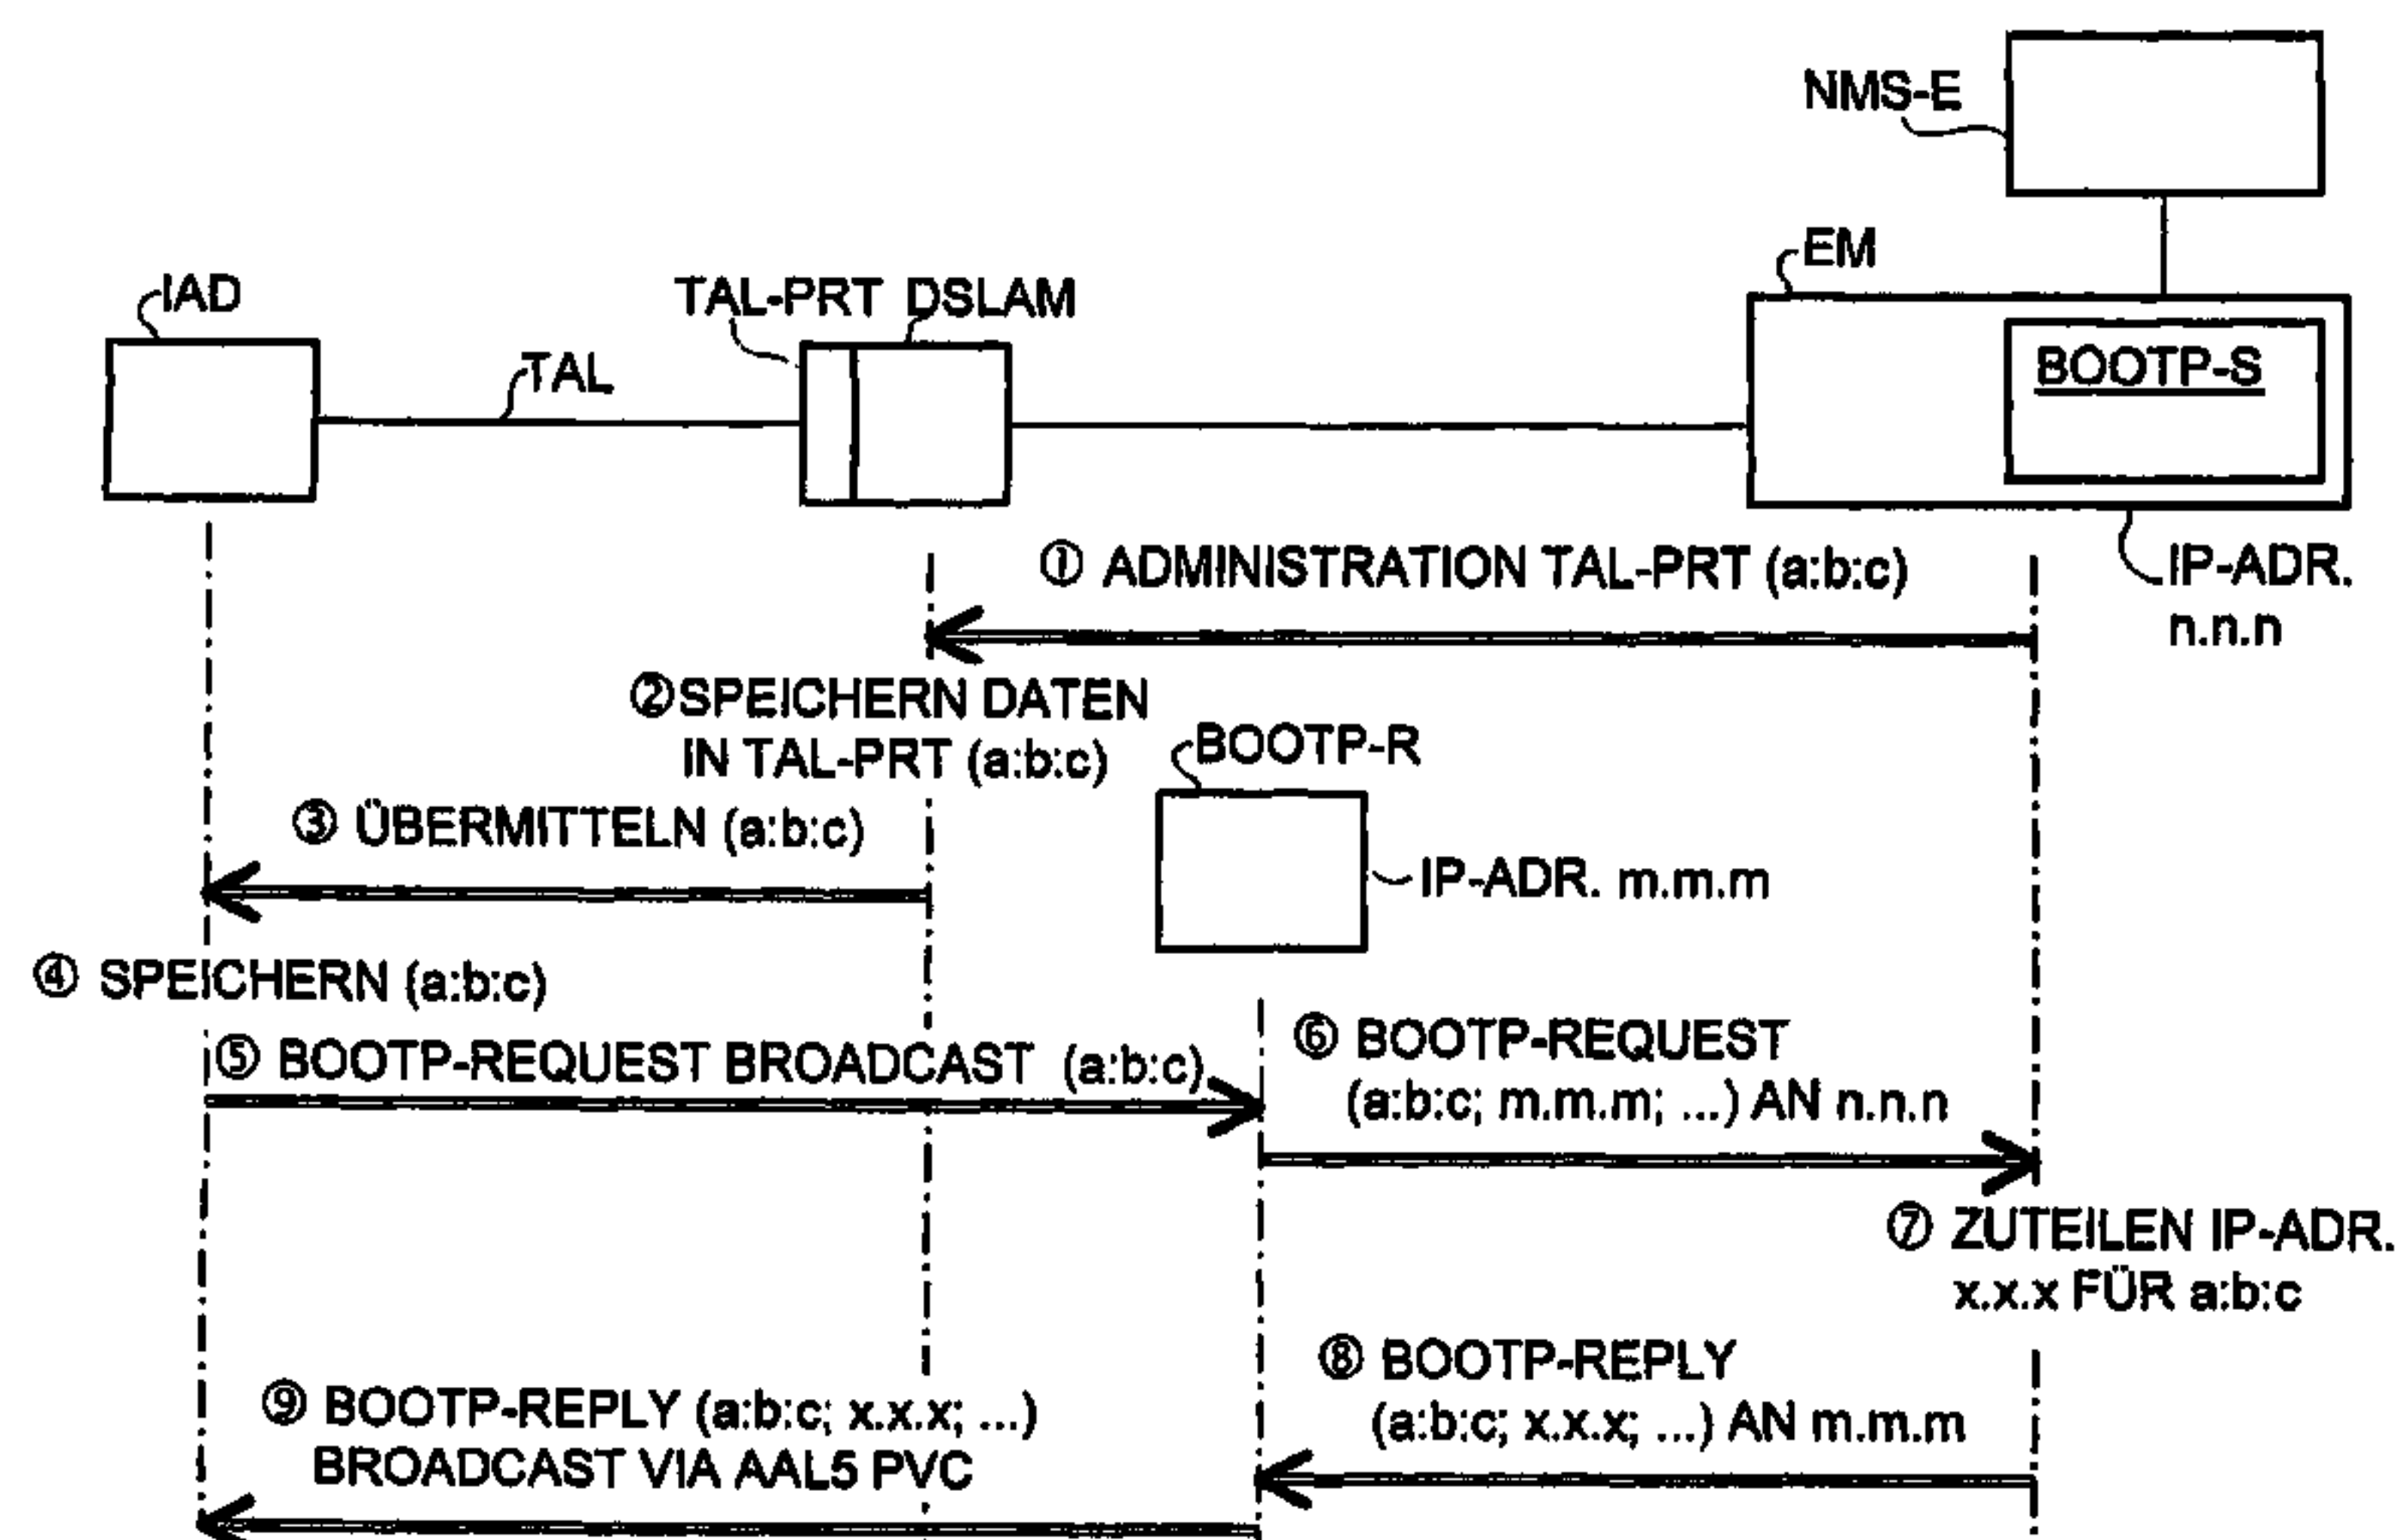 NMS-E
EM
IAD
TAL-PRT DSLAM
TAL
BOOTP-S
① ADMINISTRATION TAL-PRT (a:b:c)
IP-ADR.
n.n.n
② SPEICHERN DATEN
IN TAL-PRT (a:b:c)
BOOTP-R
③ ÜBERMITTELN (a:b:c)
IP-ADR. m.m.m
④ SPEICHERN (a:b:c)
⑤ BOOTP-REQUEST BROADCAST (a:b:c)
⑥ BOOTP-REQUEST
(a:b:c; m.m.m; ...) AN n.n.n
⑦ ZUTEILEN IP-ADR.
x.x.x FÜR a:b:c
⑧ BOOTP-REPLY
(a:b:c; x.x.x; ...) AN m.m.m
⑨ BOOTP-REPLY (a:b:c; x.x.x; ...)
BROADCAST VIA AAL5 PVC